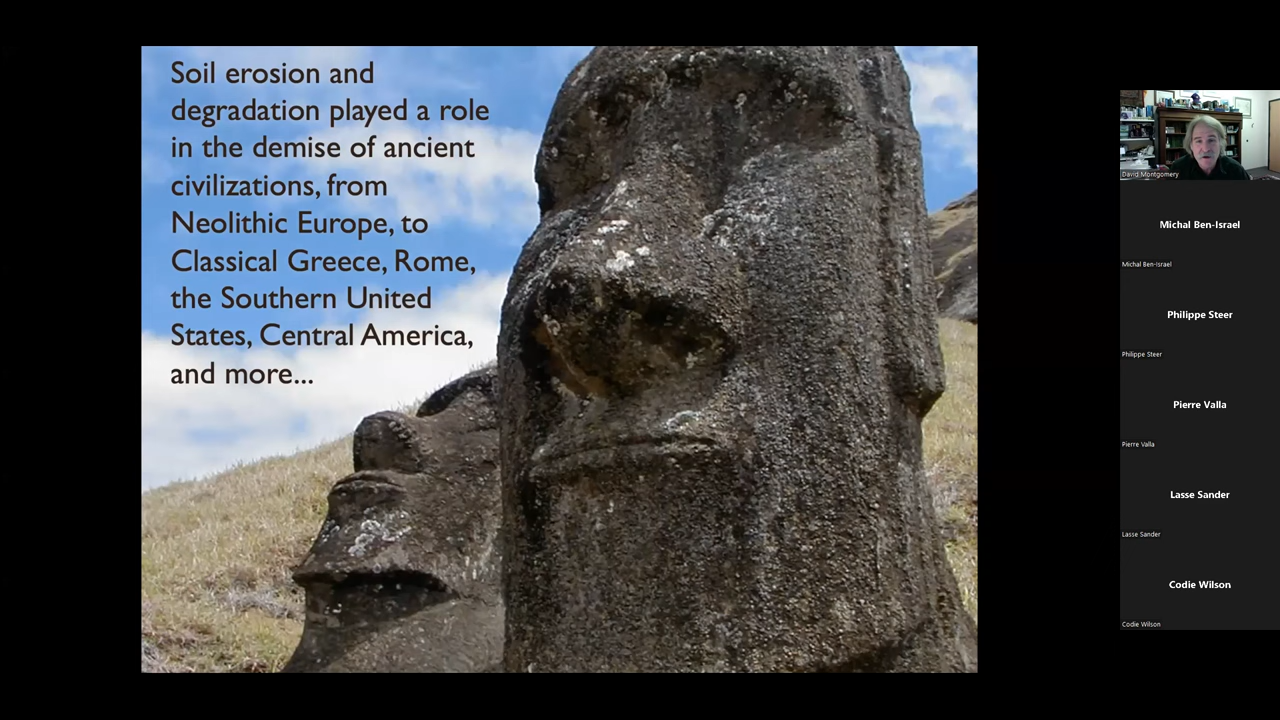 Soil erosion and
degradation played a role
in the demise of ancient
civilizations, from
Neolithic Europe, to
Classical Greece, Rome,
the Southern United
States, Central America,
and more...
David Montgomery
Michal Ben-Israel
Michal Ben-Israel
Philippe Steer
Philippe Steer
Pierre Valla
Pierre Valla
Lasse Sander
Lasse Sander
Codie Wilson
Codie Wilson